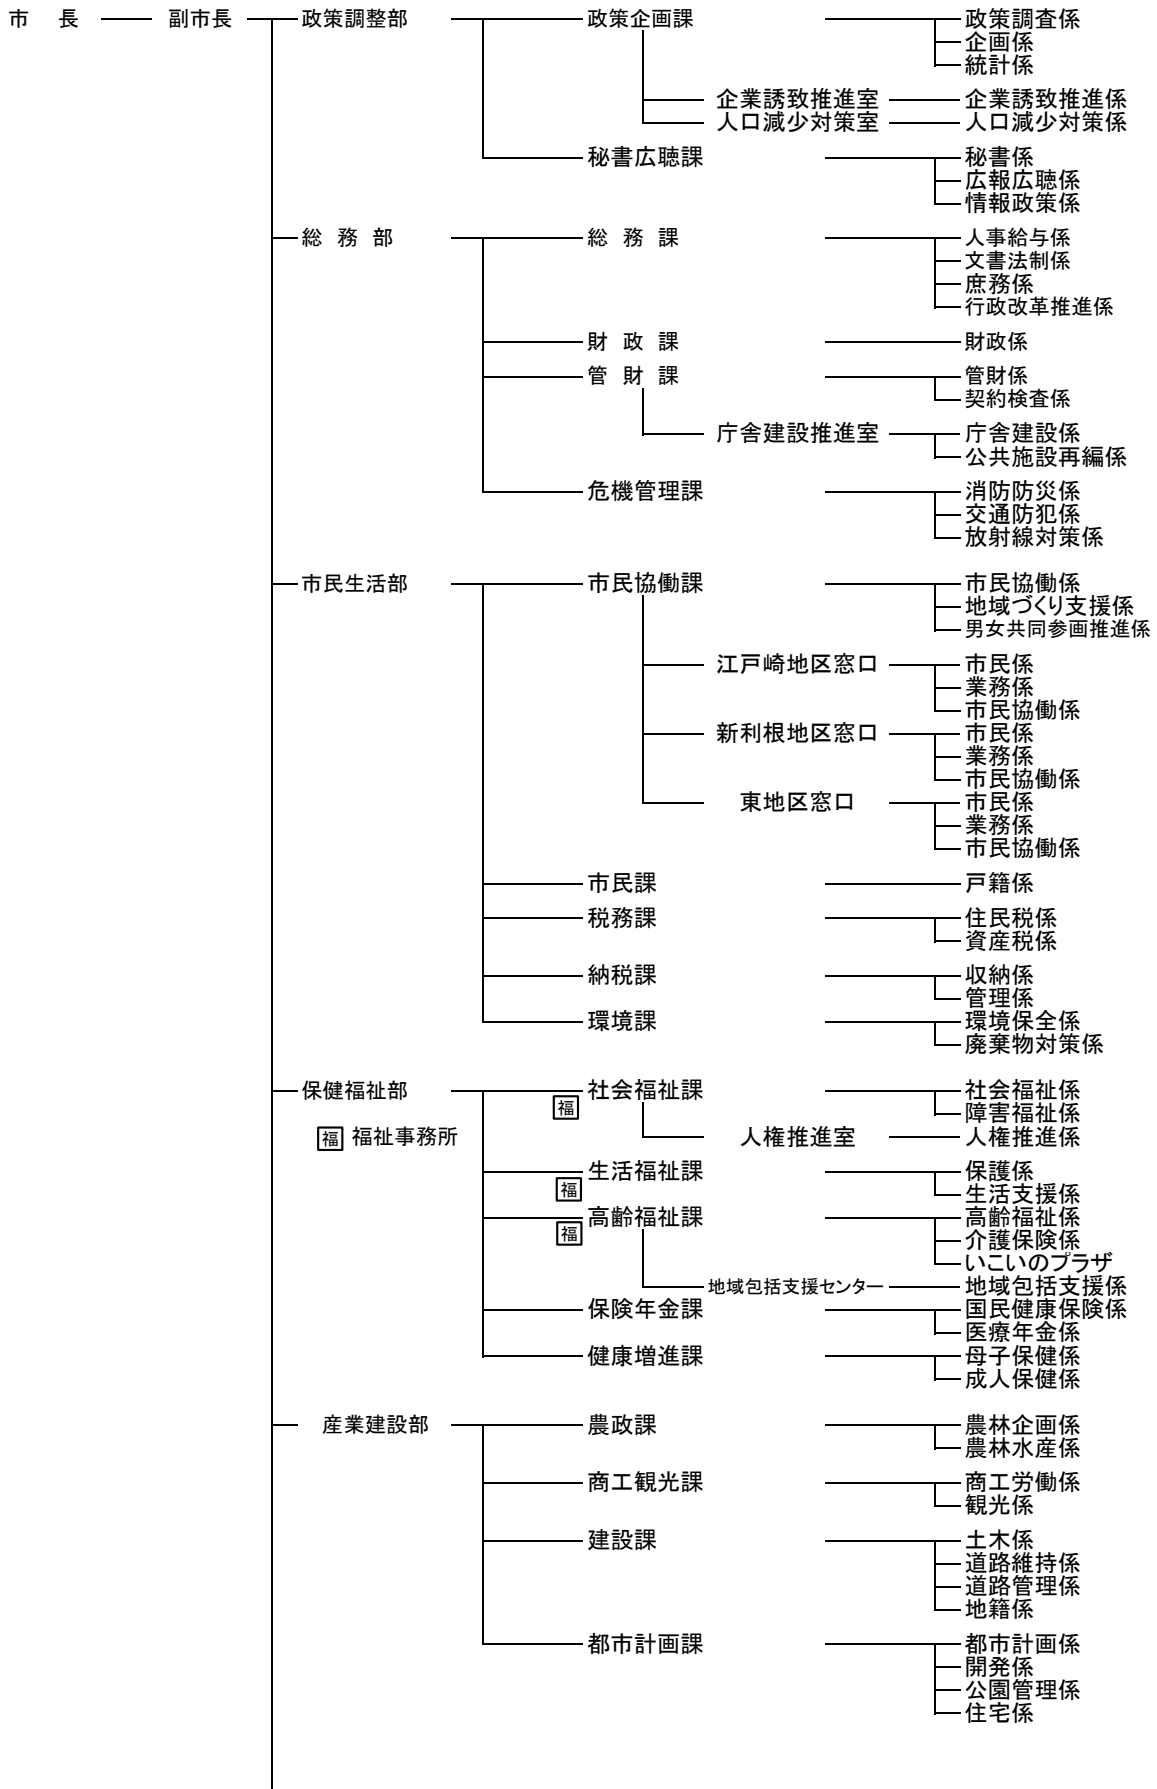 市 長 副市長 政策調整部 政策企画課 政策調査係
企画係
統計係
企業誘致推進室 企業誘致推進係
人口減少対策室 人口減少対策係
秘書広聴課 秘書係
広報広聴係
情報政策係
総 務 部 総 務 課 人事給与係
文書法制係
庶務係
行政改革推進係
財 政 課 財政係
管 財 課 管財係
契約検査係
庁舎建設推進室 庁舎建設係
公共施設再編係
危機管理課 消防防災係
交通防犯係
放射線対策係
市民生活部 市民協働課 市民協働係
地域づくり支援係
男女共同参画推進係
江戸崎地区窓口 市民係
業務係
市民協働係
新利根地区窓口 市民係
業務係
市民協働係
東地区窓口 市民係
業務係
市民協働係
市民課 戸籍係
税務課 住民税係
資産税係
納税課 収納係
管理係
環境課 環境保全係
廃棄物対策係
保健福祉部 社会福祉課 社会福祉係
福 障害福祉係
福 福祉事務所 人権推進室 人権推進係
生活福祉課 保護係
福 生活支援係
高齢福祉課 高齢福祉係
福 介護保険係
いこいのプラザ
地域包括支援センター 地域包括支援係
保険年金課 国民健康保険係
医療年金係
健康増進課 母子保健係
成人保健係
産業建設部 農政課 農林企画係
農林水産係
商工観光課 商工労働係
観光係
建設課 土木係
道路維持係
道路管理係
地籍係
都市計画課 都市計画係
開発係
公園管理係
住宅係